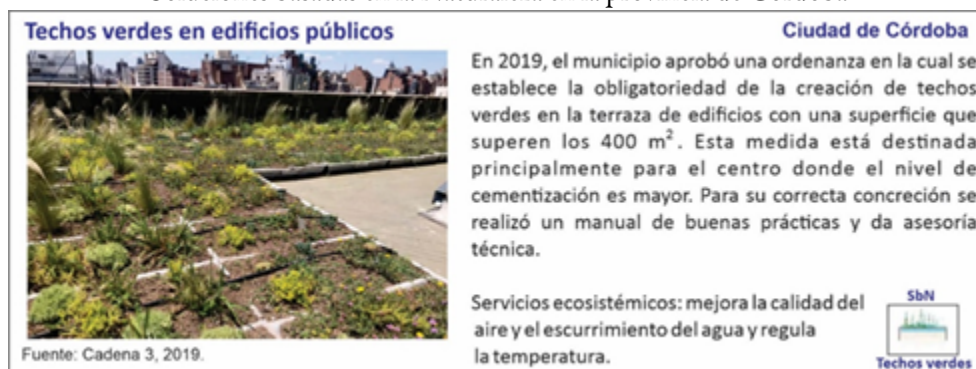 Techos verdes en edificios públicos
Ciudad de Córdoba
En 2019, el municipio aprobó una ordenanza en la cual se
establece la obligatoriedad de la creación de techos
verdes en la terraza de edificios con una superficie que
superen los 400 m². Esta medida está destinada
principalmente para el centro donde el nivel de
cementización es mayor. Para su correcta concreción se
realizó un manual de buenas prácticas y da asesoría
técnica.
Servicios ecosistémicos: mejora la calidad del
aire y el escurrimiento del agua y regula
la temperatura.
SbN
Techos verdes
Fuente: Cadena 3, 2019.